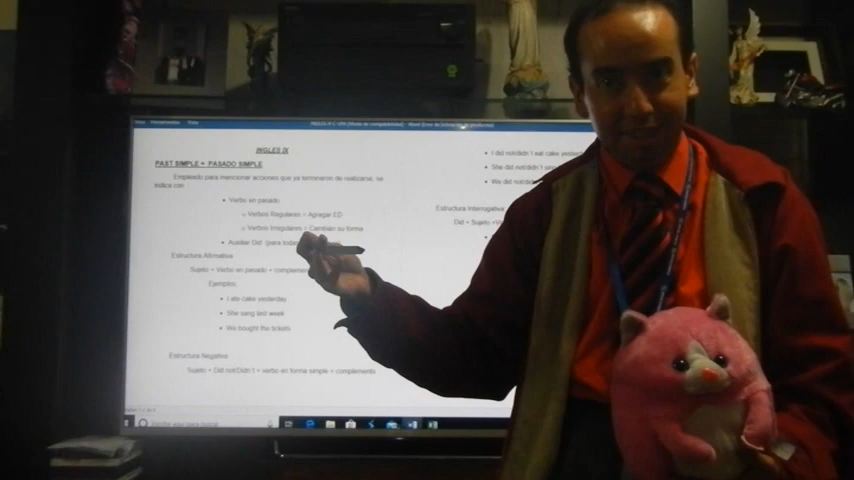 INGLES IX
PAST SIMPLE = PASADO SIMPLE
Empleado para mencionar acciones que ya terminaron de realizarse, se
indica con
Verbo en pasado
Verbos Regulares = Agregar ED
Verbos Irregulares = Cambian su forma
Auxiliar Did (para
Estructura Afirmativa
Sujeto + Verbo en pasado +
Ejemplos:
I ate cake yesterday
She sang last week
We bought the tickets
Estructura Negativa
Sujeto + Did not/Didn´t + verbo en forma simple + complemento
I did not/didn´t eat cake
She did not/didn´t
We did
Estructura Interrogativa
Did + Sujeto